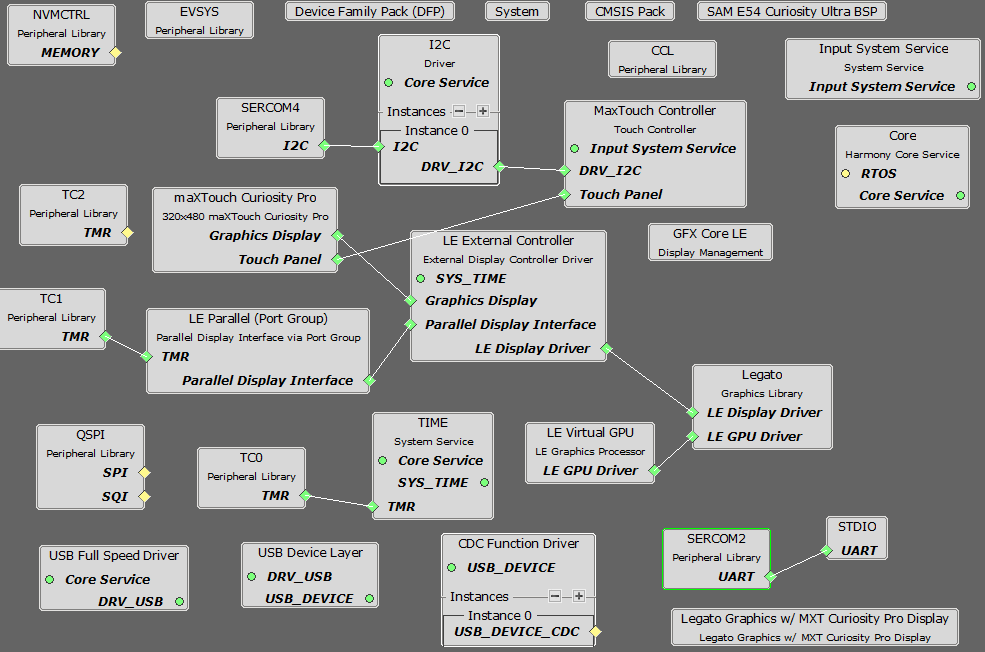 NVMCTRL
Peripheral Library
MEMORY
EVSYS
Peripheral Library
Device Family Pack (DFP)
System
CMSIS Pack
SAM E54 Curiosity Ultra BSP
I2C
Driver
Core Service
Instances
Instance 0
I2C
DRV_I2C
CCL
Peripheral Library
Input System Service
System Service
Input System Service
SERCOM4
Peripheral Library
I2C
MaxTouch Controller
Touch Controller
Input System Service
DRV_I2C
Touch Panel
Core
Harmony Core Service
RTOS
Core Service
TC2
Peripheral Library
TMR
maXTouch Curiosity Pro
320x480 maXTouch Curiosity Pro
Graphics Display
Touch Panel
LE External Controller
External Display Controller Driver
SYS_TIME
Graphics Display
Parallel Display Interface
LE Display Driver
GFX Core LE
Display Management
TC1
Peripheral Library
TMR
LE Parallel (Port Group)
Parallel Display Interface via Port Group
TMR
Parallel Display Interface
Legato
Graphics Library
LE Display Driver
LE GPU Driver
QSPI
Peripheral Library
SPI
SQI
TC0
Peripheral Library
TMR
TIME
System Service
Core Service
SYS_TIME
TMR
LE Virtual GPU
LE Graphics Processor
LE GPU Driver
USB Full Speed Driver
Core Service
DRV_USB
USB Device Layer
DRV_USB
USB_DEVICE
CDC Function Driver
USB_DEVICE
Instances
Instance 0
USB_DEVICE_CDC
SERCOM2
Peripheral Library
UART
STDIO
UART
Legato Graphics w/ MXT Curiosity Pro Display
Legato Graphics w/ MXT Curiosity Pro Display